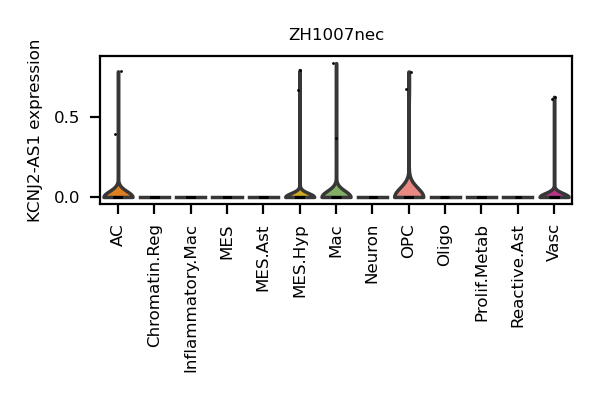 ZH1007nec
KCNJ2-AS1 expression
0.5
0.0
AC
Chromatin.Reg
Inflammatory.Mac
MES
MES.Ast
MES.Hyp
Mac
Neuron
OPC
Oligo
Prolif.Metab
Reactive.Ast
Vasc